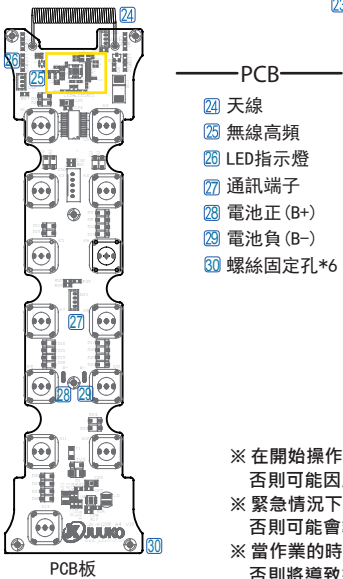 24
26
25
27
28 29
JUUKO
30
PCB板
PCB
24 天線
25 無線高頻
26 LED指示燈
27 通訊端子
28 電池正(B+)
29 電池負(B-)
30 螺絲固定孔*6
※ 在開始操作
否則可能因
※ 緊急情況下
否則可能會
※ 當作業的時
否則將導致